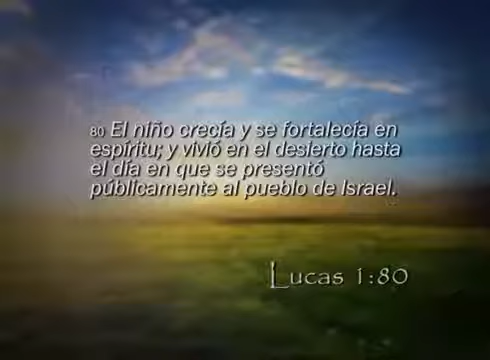 80 El niño crecía y se fortalecía en
espíritu; y vivió en el desierto hasta
el día en que se presentó
públicamente al pueblo de Israel.
Lucas 1:80